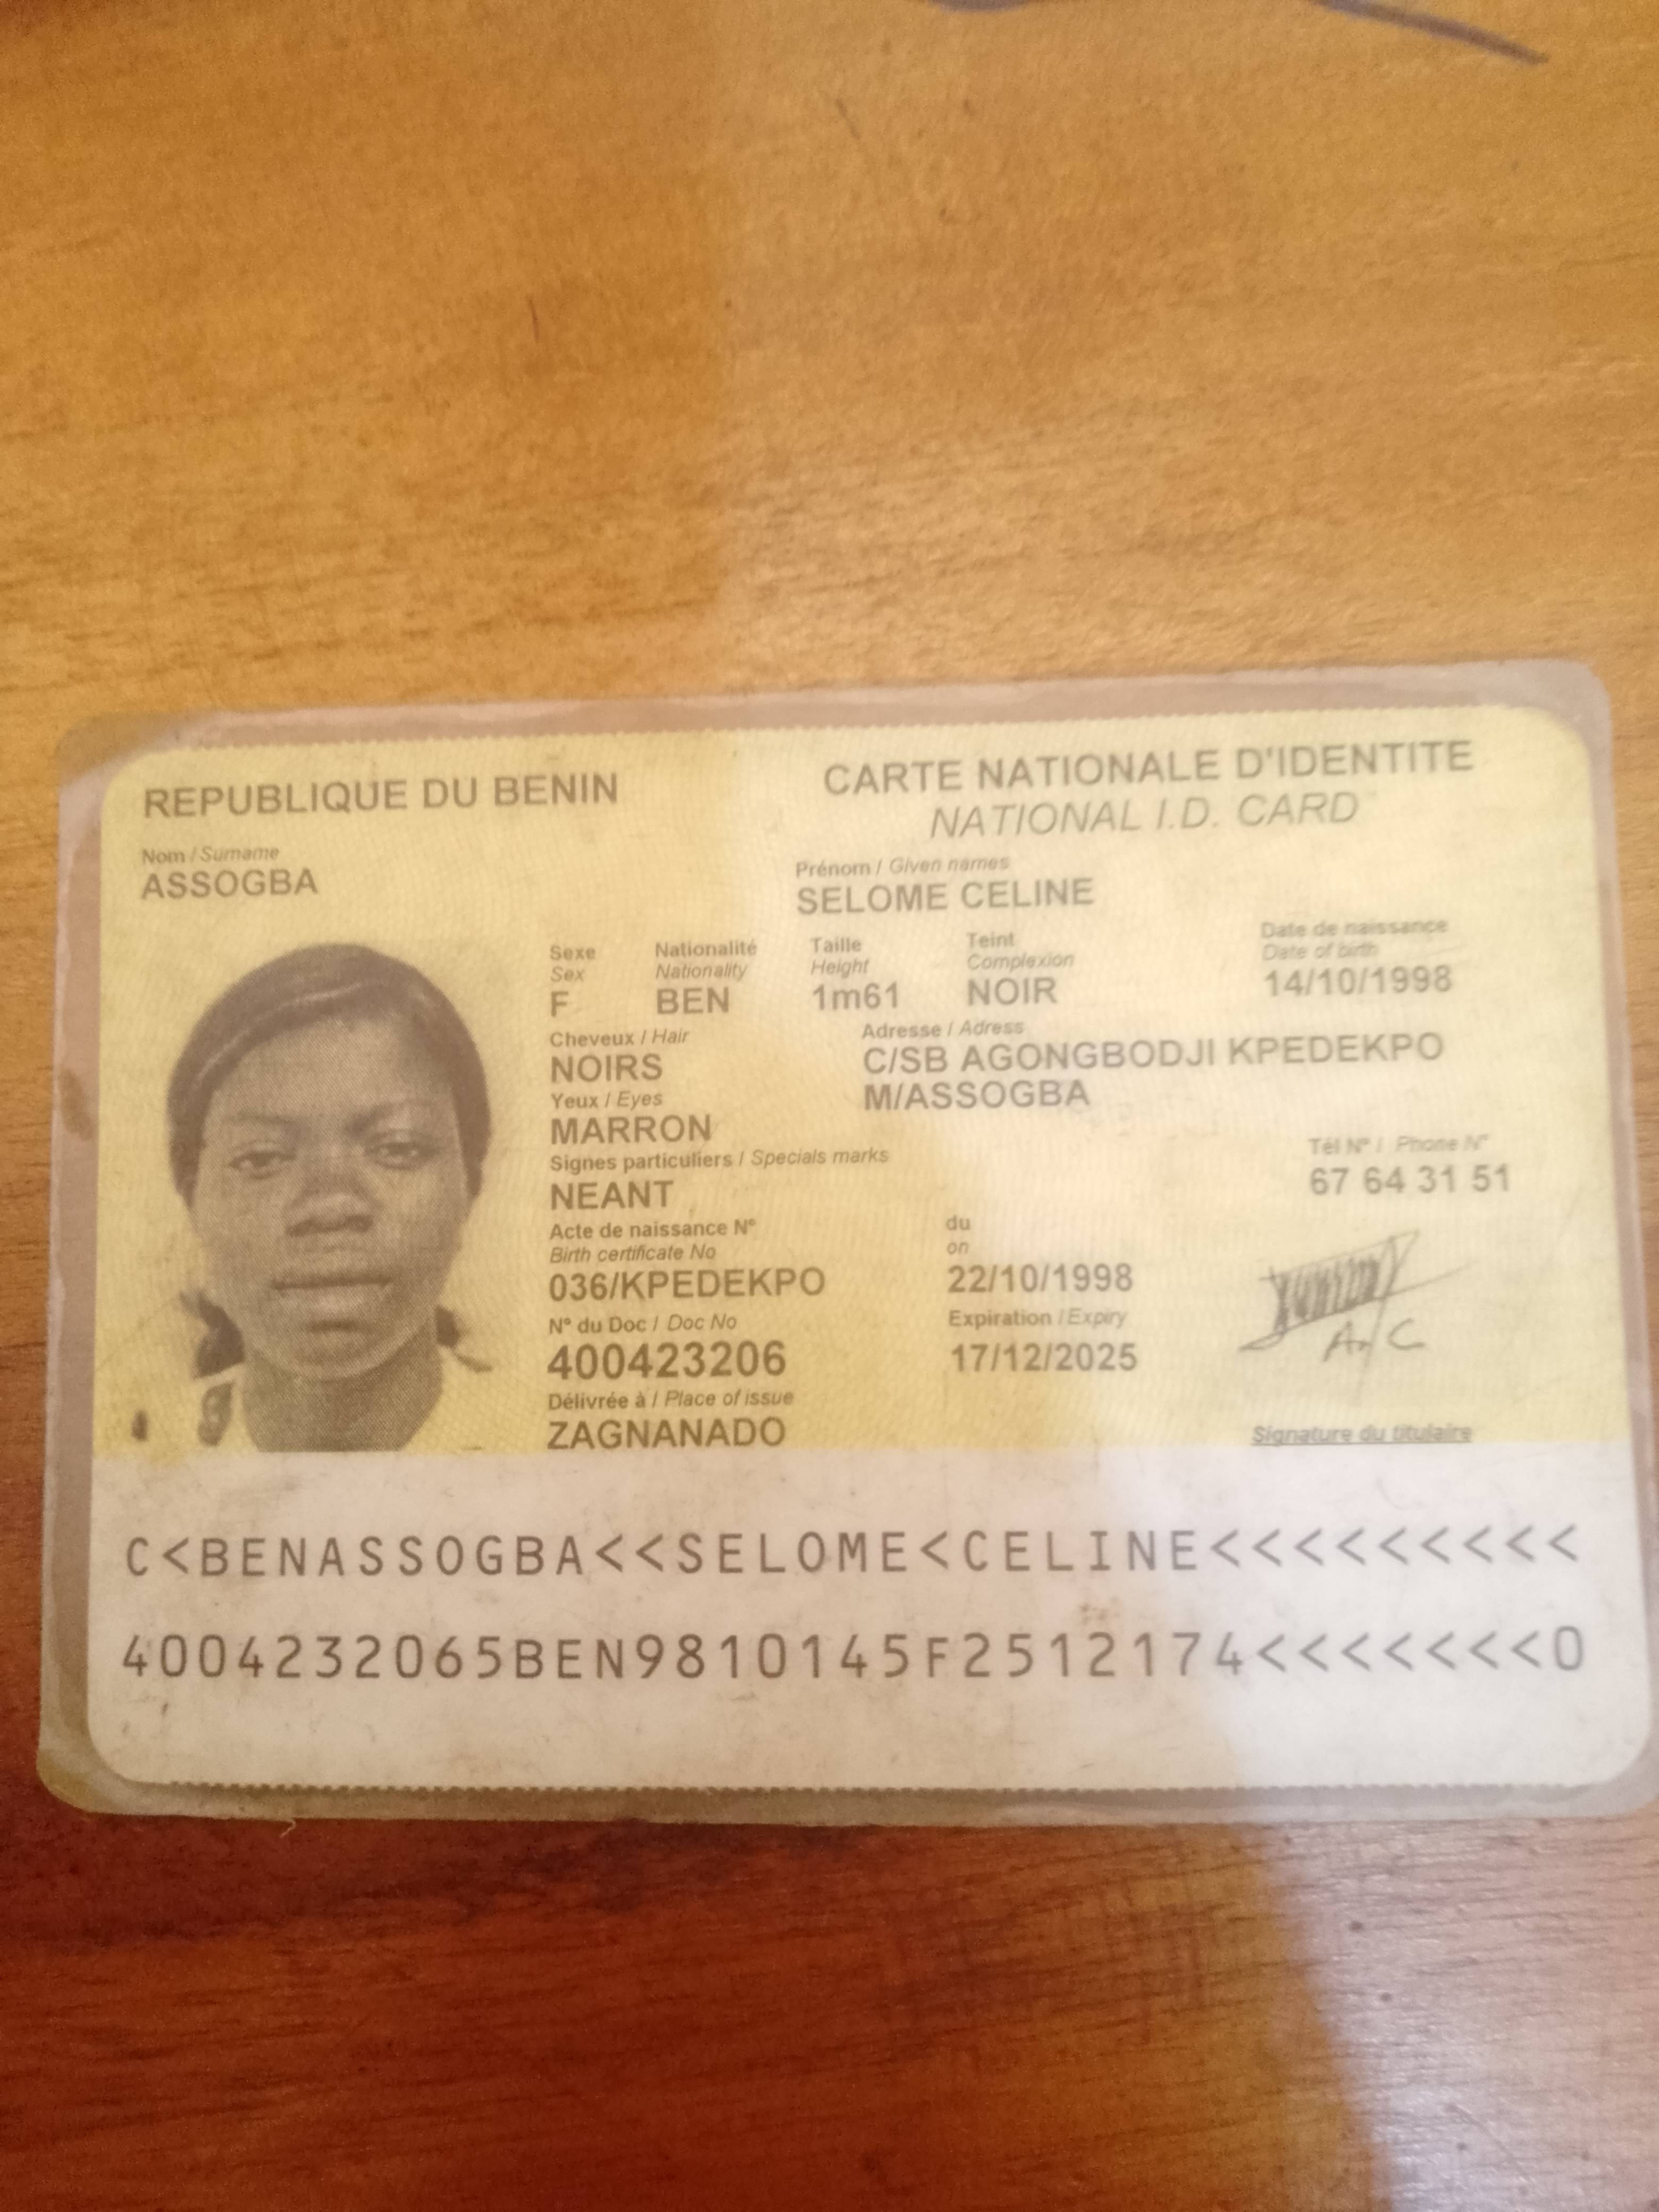 REPUBLIQUE DU BENIN
CARTE NATIONALE D'IDENTITE
NATIONAL I.D. CARD
Nom / Surname
ASSOGBA
Prénom / Given names
SELOME CELINE
Sexe Nationalité Taille Teint Date de naissance
Sex Nationality Height Complexion Date of birth
F BEN 1m61 NOIR 14/10/1998
Cheveux / Hair
NOIRS
Adresse / Adress
C/SB AGONGBODJI KPEDEKPO
M/ASSOGBA
Yeux / Eyes
MARRON
Signes particuliers / Specials marks
NEANT
Tél N° / Phone N°
67 64 31 51
Acte de naissance N° du
Birth certificate No on
036/KPEDEKPO 22/10/1998
N° du Doc / Doc No Expiration / Expiry
400423206 17/12/2025
A. C
Délivrée à / Place of issue
ZAGNANADO
Signature du titulaire
C<BENASSOGBA<<SELOME<CELINE<<<<<<<<<
4004232065BEN9810145F2512174<<<<<<<0